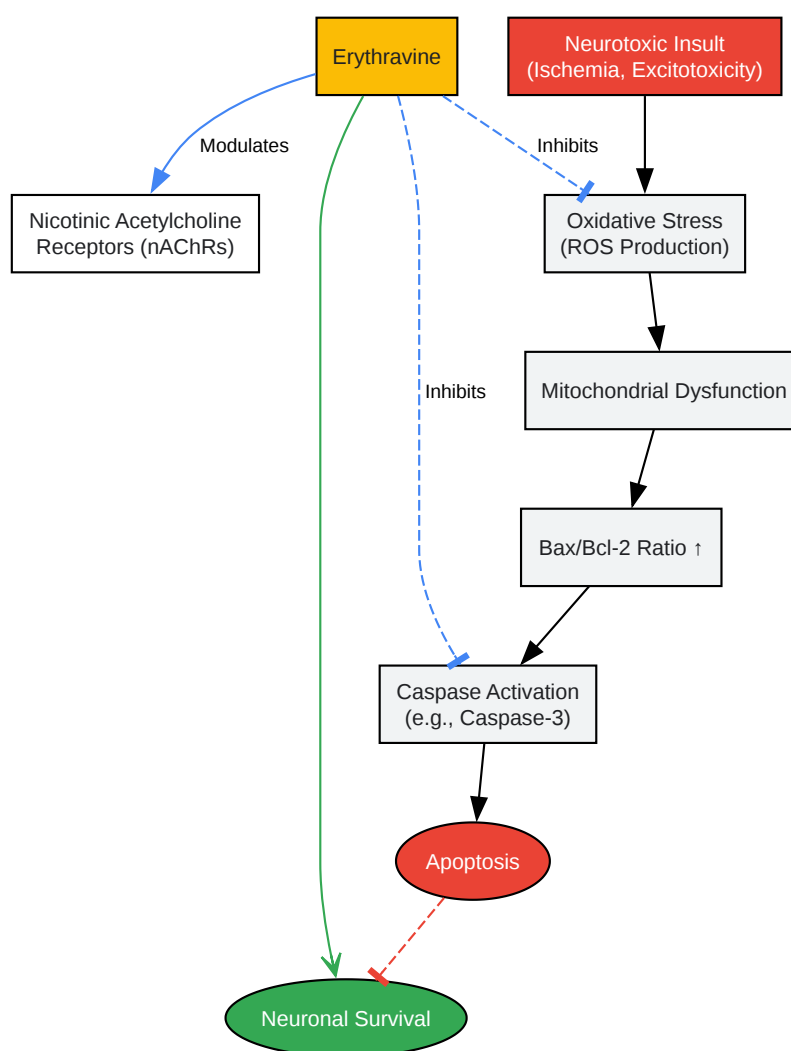 Erythravine
Neurotoxic Insult
(Ischemia, Excitotoxicity)
Modulates
Inhibits
Nicotinic Acetylcholine
Receptors (nAChRs)
Oxidative Stress
(ROS Production)
Mitochondrial Dysfunction
Inhibits
Bax/Bcl-2 Ratio ↑
Caspase Activation
(e.g., Caspase-3)
Apoptosis
Neuronal Survival